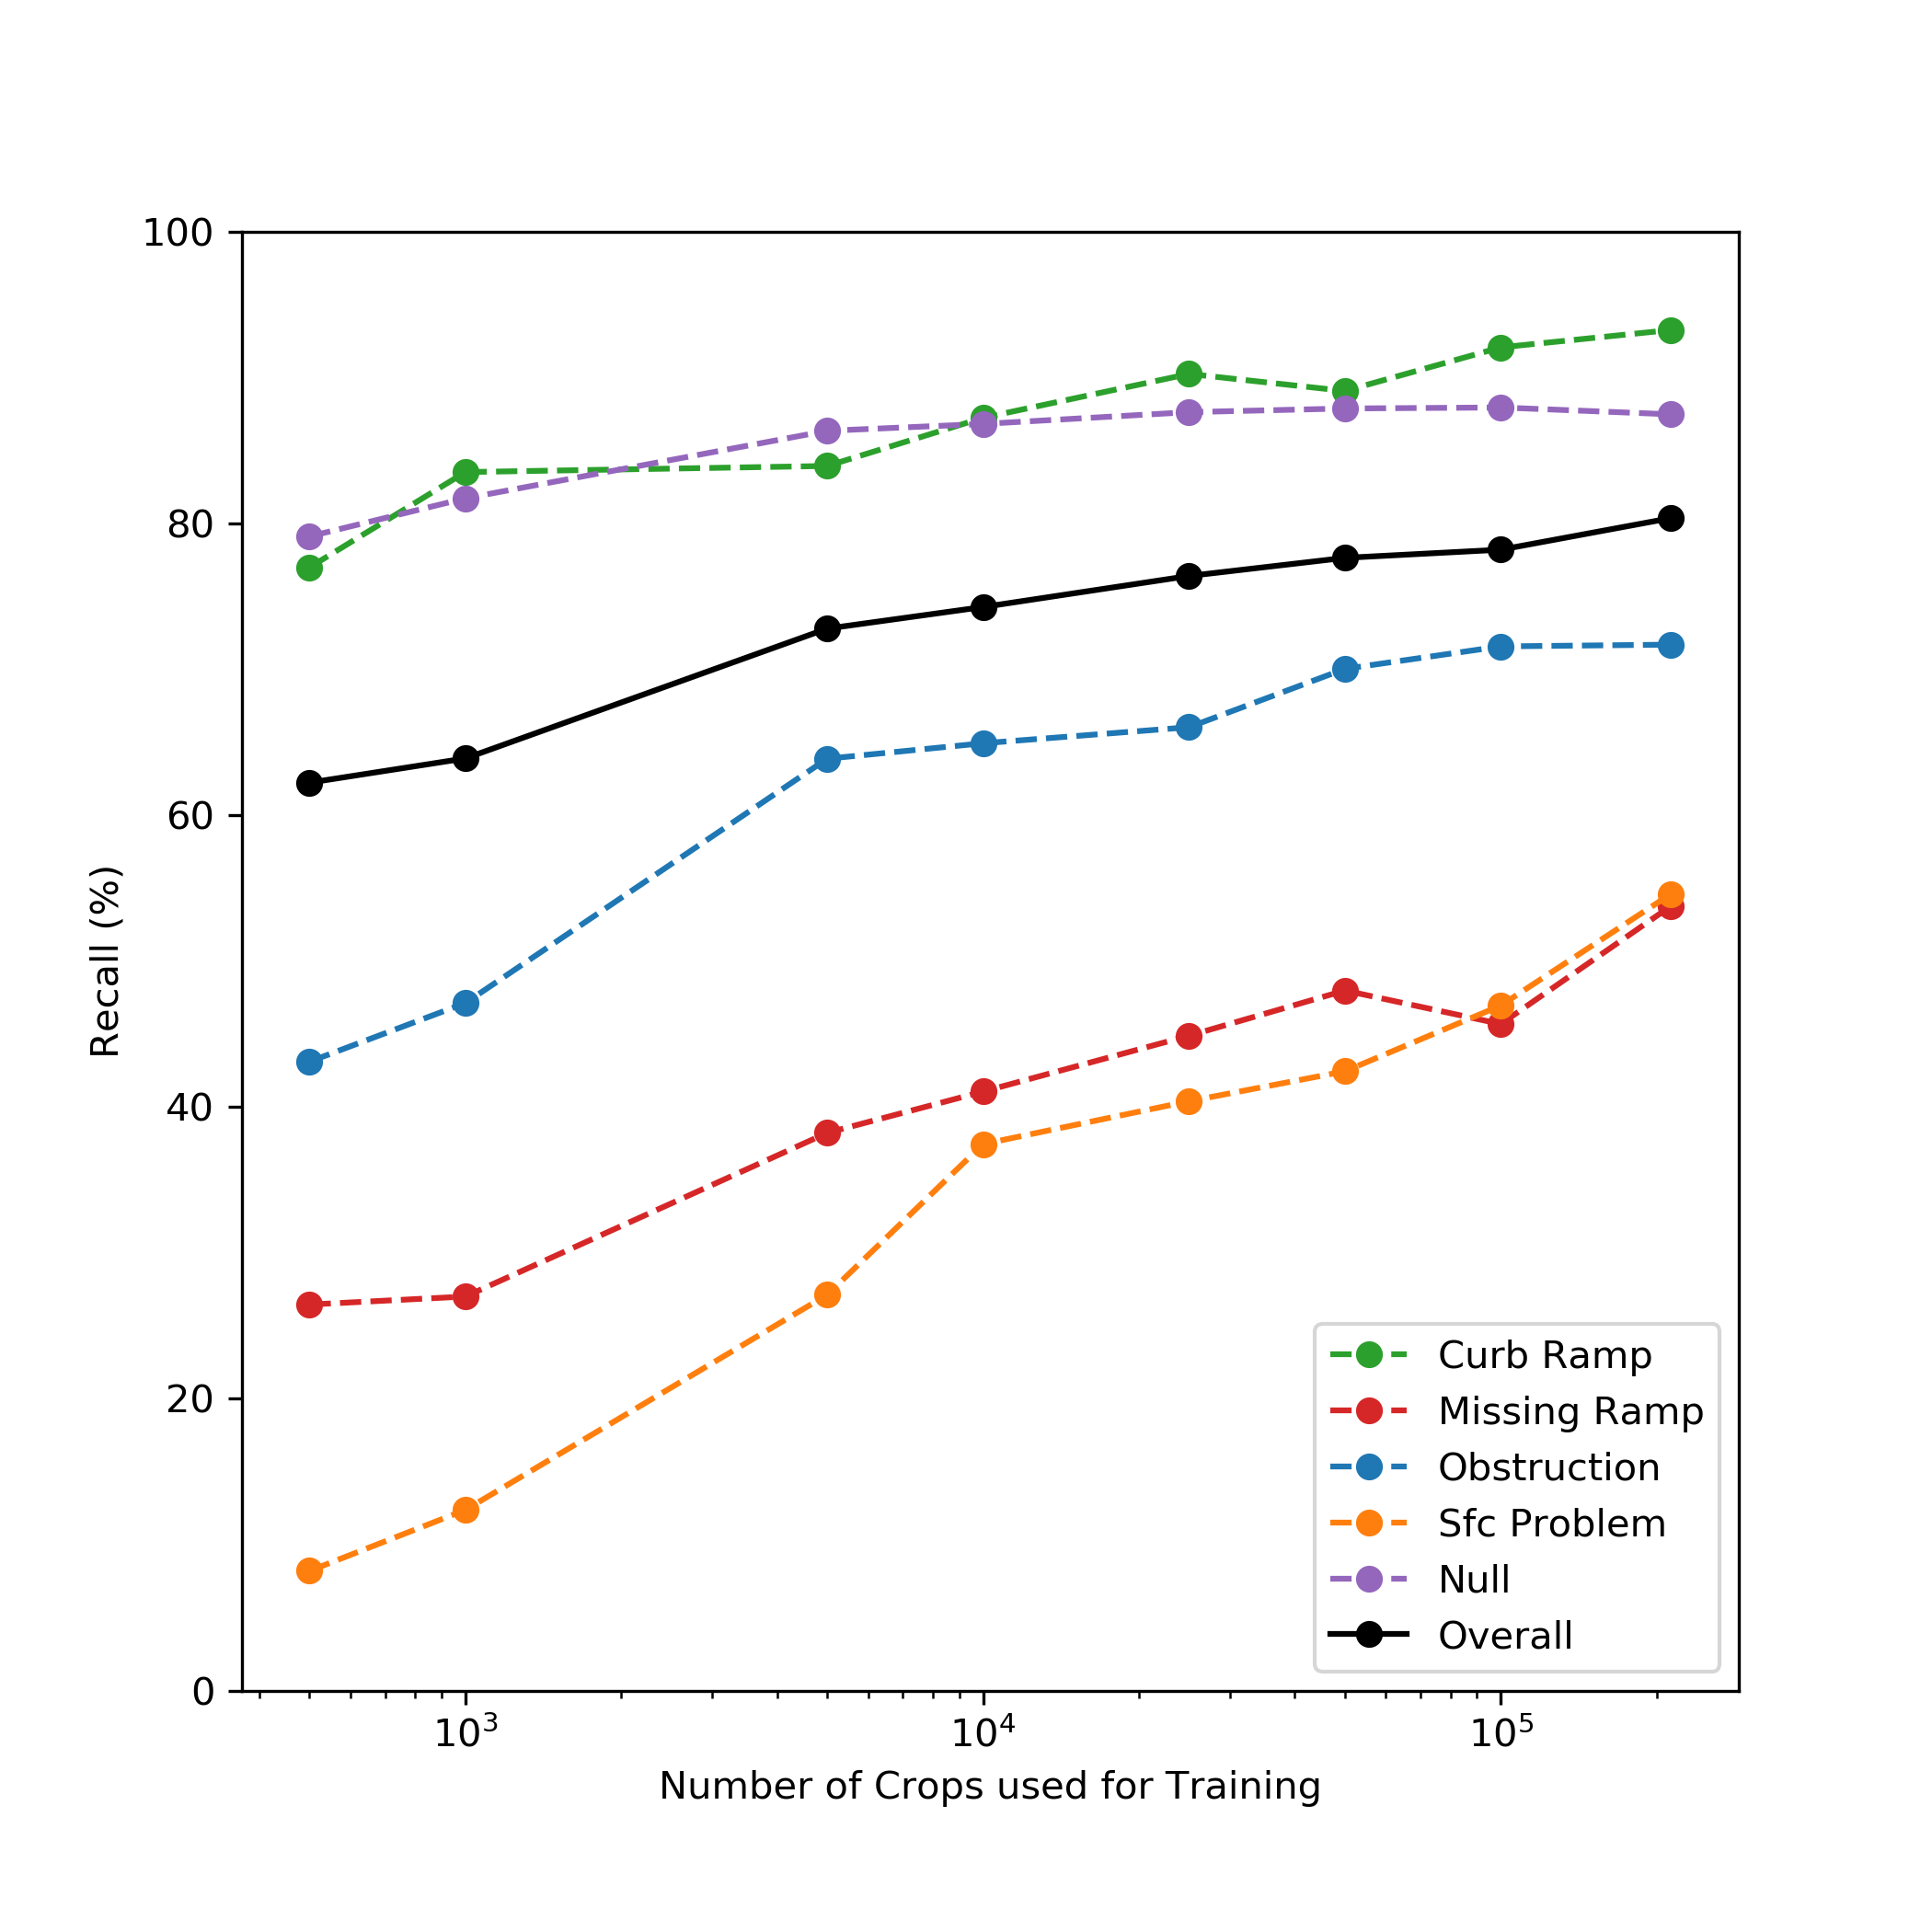 100
80
60
40
20
0
Recall (%)
10³
10⁴
10⁵
Number of Crops used for Training
Curb Ramp
Missing Ramp
Obstruction
Sfc Problem
Null
Overall